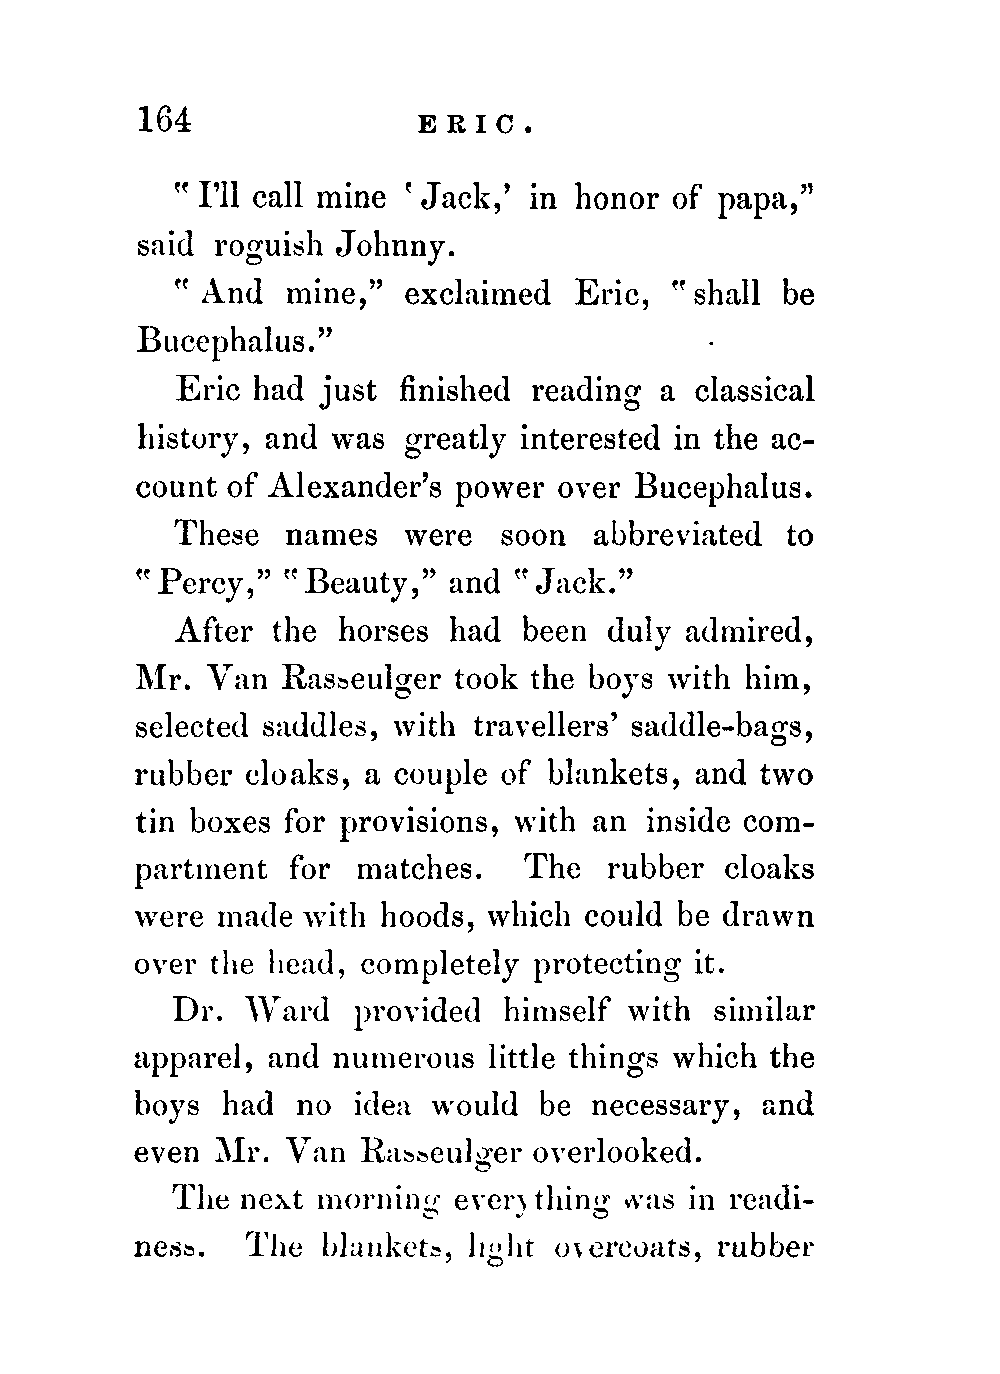 164 ERIC.
"I'll call mine 'Jack,' in honor of papa,"
said roguish Johnny.
"And mine," exclaimed Eric, "shall be
Bucephalus."
Eric had just finished reading a classical
history, and was greatly interested in the ac-
count of Alexander's power over Bucephalus.
These names were soon abbreviated to
"Percy," "Beauty," and "Jack."
After the horses had been duly admired,
Mr. Van Rasseulger took the boys with him,
selected saddles, with travellers' saddle-bags,
rubber cloaks, a couple of blankets, and two
tin boxes for provisions, with an inside com-
partment for matches. The rubber cloaks
were made with hoods, which could be drawn
over the head, completely protecting it.
Dr. Ward provided himself with similar
apparel, and numerous little things which the
boys had no idea would be necessary, and
even Mr. Van Rasseulger overlooked.
The next morning everything was in readi-
ness. The blankets, light overcoats, rubber